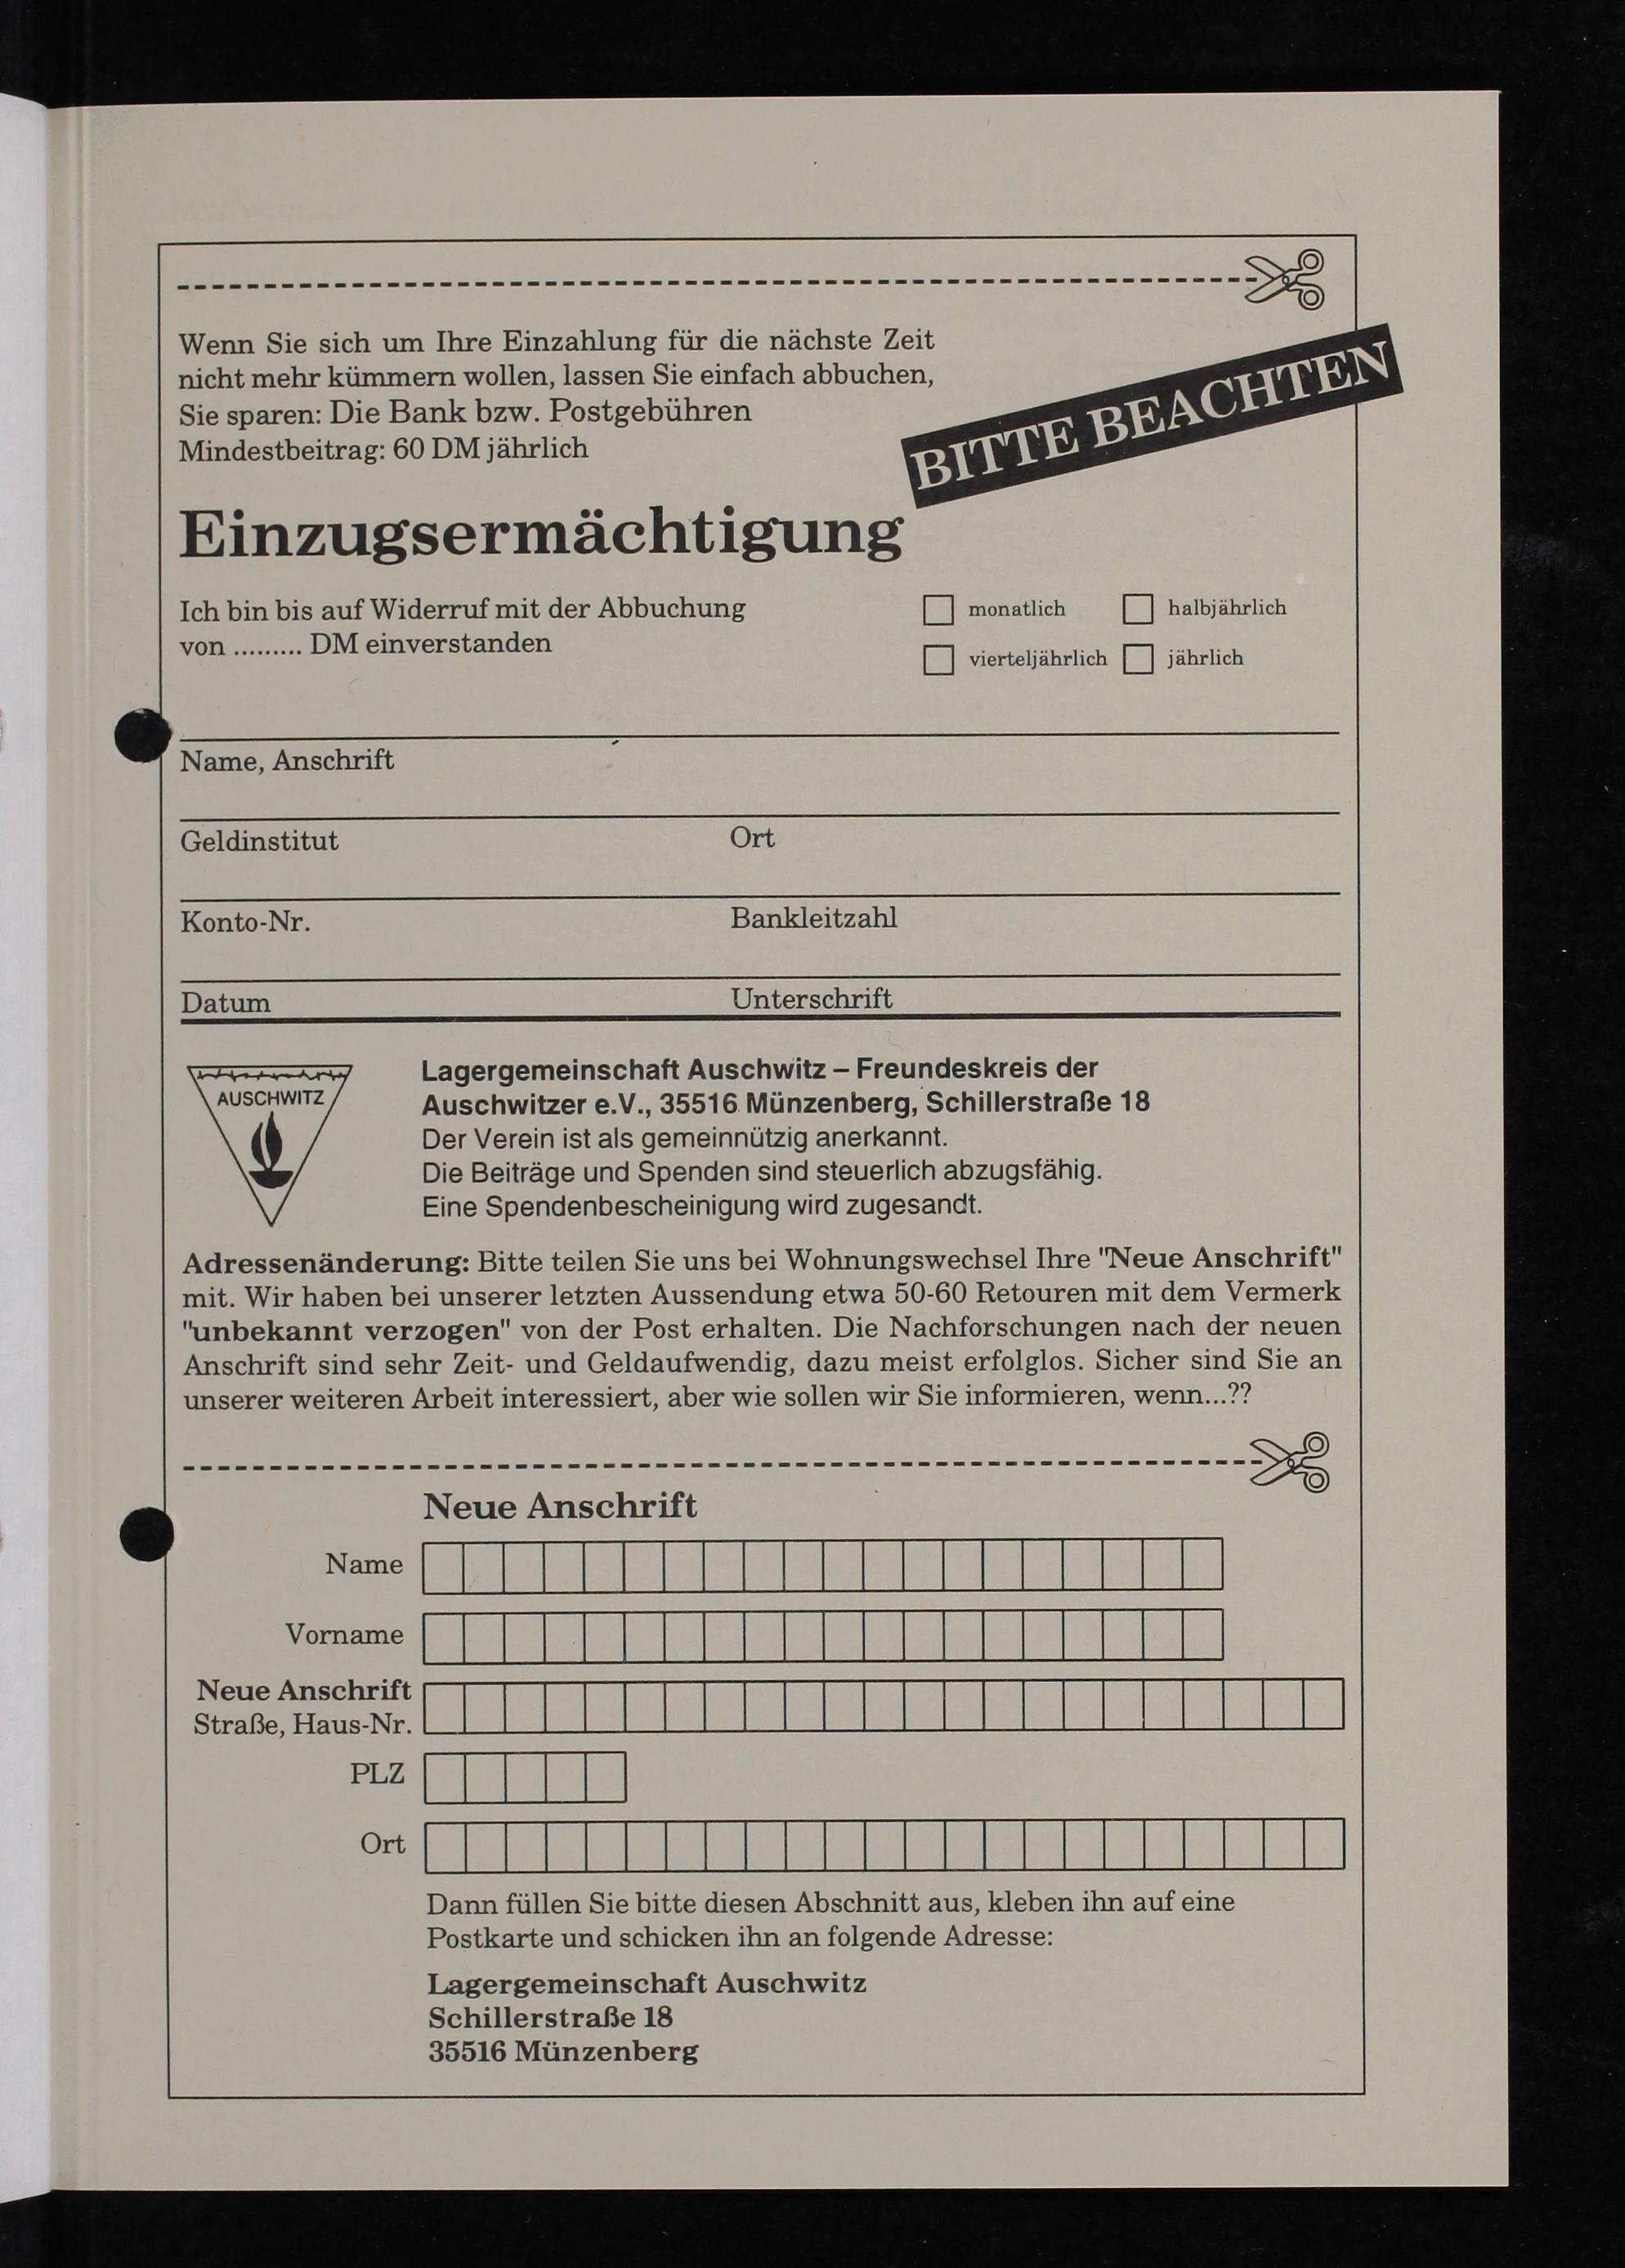 Wenn Sie sich um Ihre Einzahlung für die nächste Zeit
nicht mehr kümmern wollen, lassen Sie einfach abbuchen,
Sie sparen: Die Bank bzw. Postgebühren
Mindestbeitrag: 60 DM jährlich
BITTE BEACHTEN
Einzugsermächtigung
Ich bin bis auf Widerruf mit der Abbuchung
von ......... DM einverstanden
monatlich halbjährlich
vierteljährlich jährlich
Name, Anschrift
Geldinstitut Ort
Konto-Nr. Bankleitzahl
Datum Unterschrift
AUSCHWITZ
Lagergemeinschaft Auschwitz – Freundeskreis der
Auschwitzer e.V., 35516 Münzenberg, Schillerstraße 18
Der Verein ist als gemeinnützig anerkannt.
Die Beiträge und Spenden sind steuerlich abzugsfähig.
Eine Spendenbescheinigung wird zugesandt.
Adressenänderung: Bitte teilen Sie uns bei Wohnungswechsel Ihre "Neue Anschrift"
mit. Wir haben bei unserer letzten Aussendung etwa 50-60 Retouren mit dem Vermerk
"unbekannt verzogen" von der Post erhalten. Die Nachforschungen nach der neuen
Anschrift sind sehr Zeit- und Geldaufwendig, dazu meist erfolglos. Sicher sind Sie an
unserer weiteren Arbeit interessiert, aber wie sollen wir Sie informieren, wenn...??
Neue Anschrift
Name
Vorname
Neue Anschrift
Straße, Haus-Nr.
PLZ
Ort
Dann füllen Sie bitte diesen Abschnitt aus, kleben ihn auf eine
Postkarte und schicken ihn an folgende Adresse:
Lagergemeinschaft Auschwitz
Schillerstraße 18
35516 Münzenberg